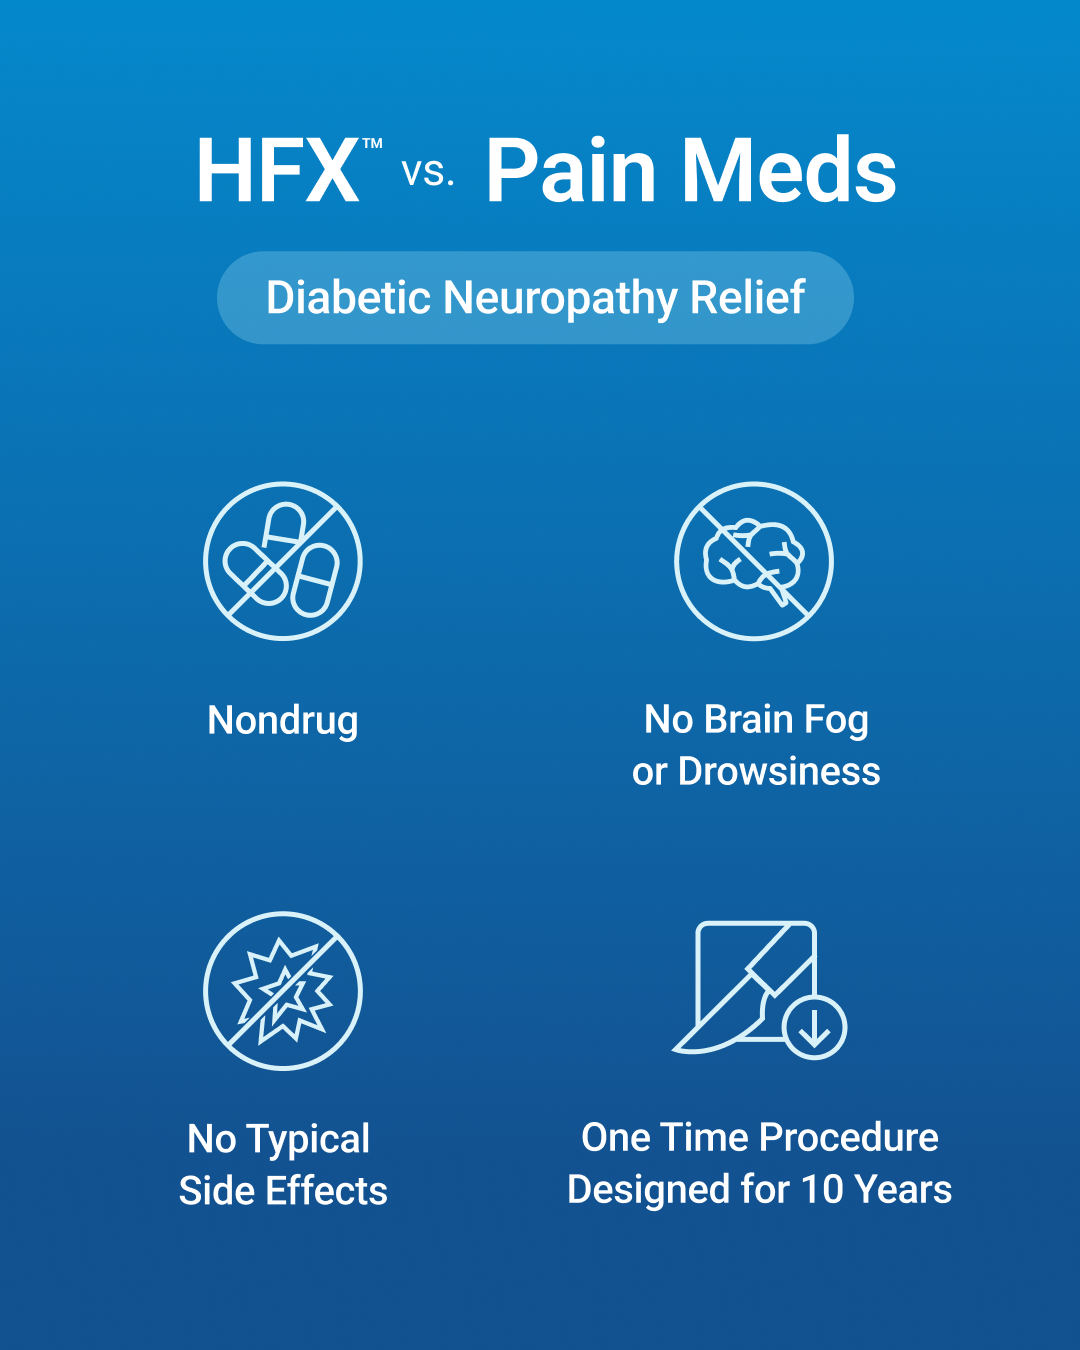 HFX™ vs. Pain Meds
Diabetic Neuropathy Relief
Nondrug
No Brain Fog
or Drowsiness
No Typical
Side Effects
One Time Procedure
Designed for 10 Years